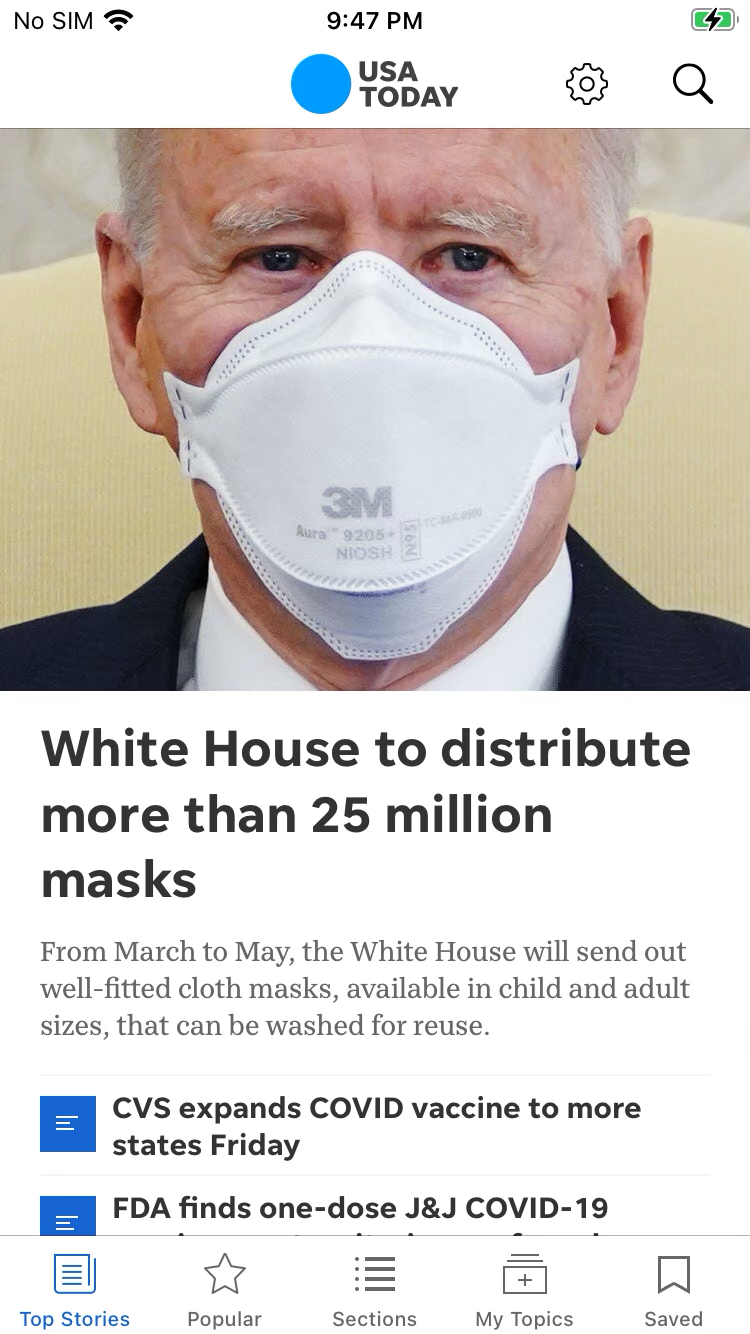 No SIM 9:47 PM
USA
TODAY
3M
Aura™ 9205+
NIOSH
N95
White House to distribute
more than 25 million
masks
From March to May, the White House will send out
well-fitted cloth masks, available in child and adult
sizes, that can be washed for reuse.
CVS expands COVID vaccine to more
states Friday
FDA finds one-dose J&J COVID-19
Top Stories Popular Sections My Topics Saved